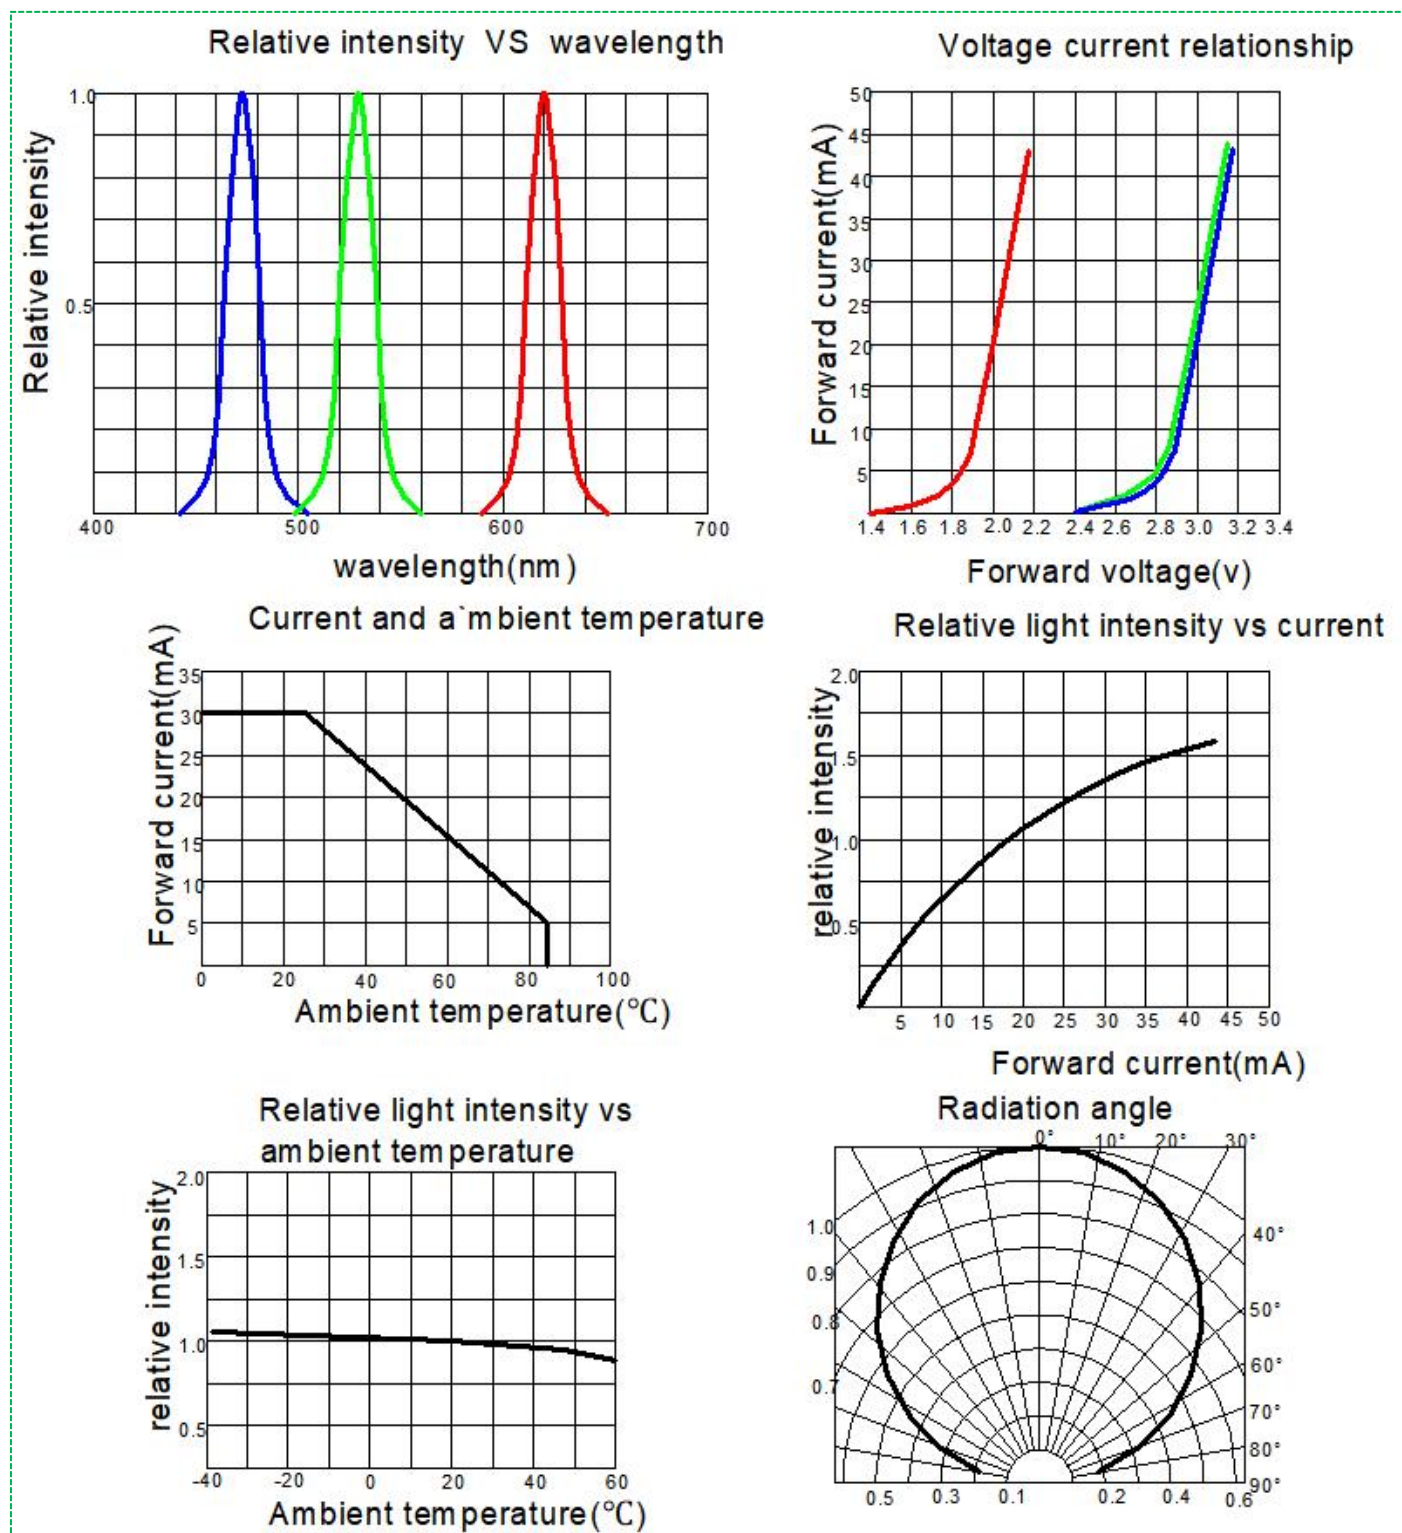 Relative intensity VS wavelength
Relative intensity
1.0
0.5
400
500
600
700
wavelength(nm)
Voltage current relationship
Forward current(mA)
50
45
40
35
30
25
20
15
10
5
1.4 1.6 1.8 2.0 2.2 2.4 2.6 2.8 3.0 3.2 3.4
Forward voltage(v)
Current and a`mbient temperature
Forward current(mA)
35
30
25
20
15
10
5
0 20 40 60 80 100
Ambient temperature(℃)
Relative light intensity vs current
relative intensity
2.0
1.5
1.0
0.5
5 10 15 20 25 30 35 40 45 50
Forward current(mA)
Relative light intensity vs
ambient temperature
relative intensity
2.0
1.5
1.0
0.5
-40 -20 0 20 40 60
Ambient temperature(℃)
Radiation angle
0° 10° 20° 30°
40°
50°
60°
70°
80°
90°
1.0
0.9
0.8
0.7
0.5 0.3 0.1 0.2 0.4 0.6